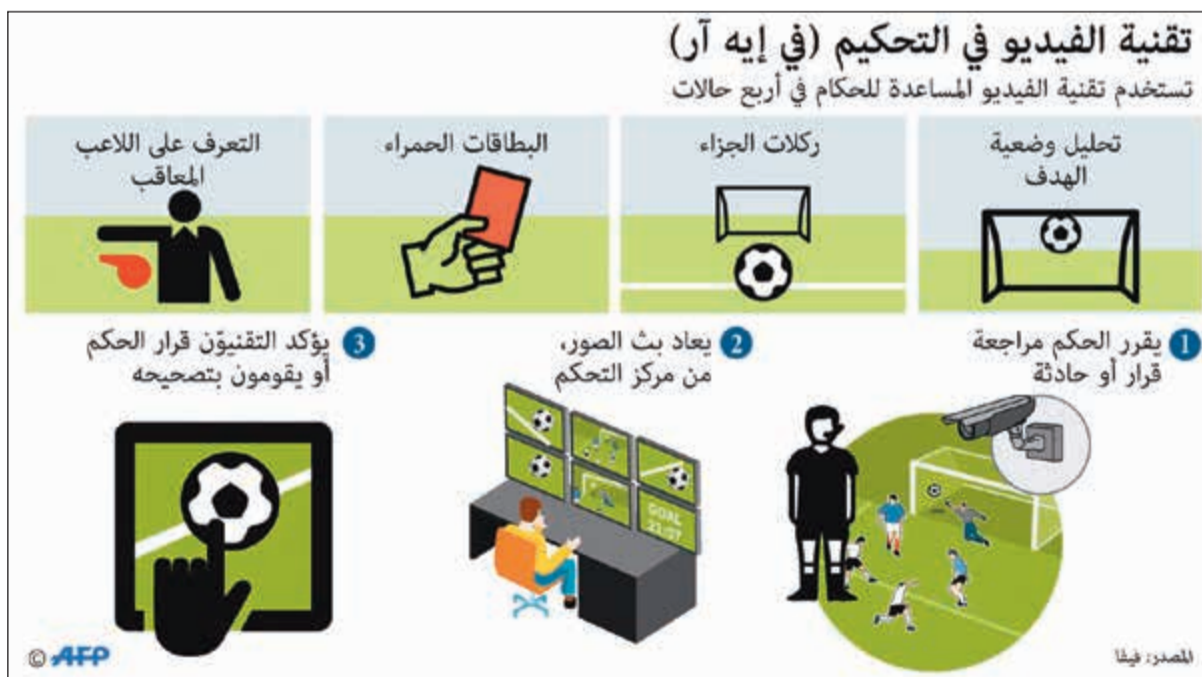 تقنية الفيديو في التحكيم (في إيه آر)
تستخدم تقنية الفيديو المساعدة للحكام في أربع حالات
تحليل وضعية
الهدف
ركلات الجزاء
البطاقات الحمراء
التعرف على اللاعب
المعاقب
1 يقرر الحكم مراجعة
قرار أو حادثة
2 يعاد بث الصور،
من مركز التحكم
3 يؤكد التقنيوّن قرار الحكم
أو يقومون بتصحيحه
GOAL
21:07
المصدر: فيفا
© AFP